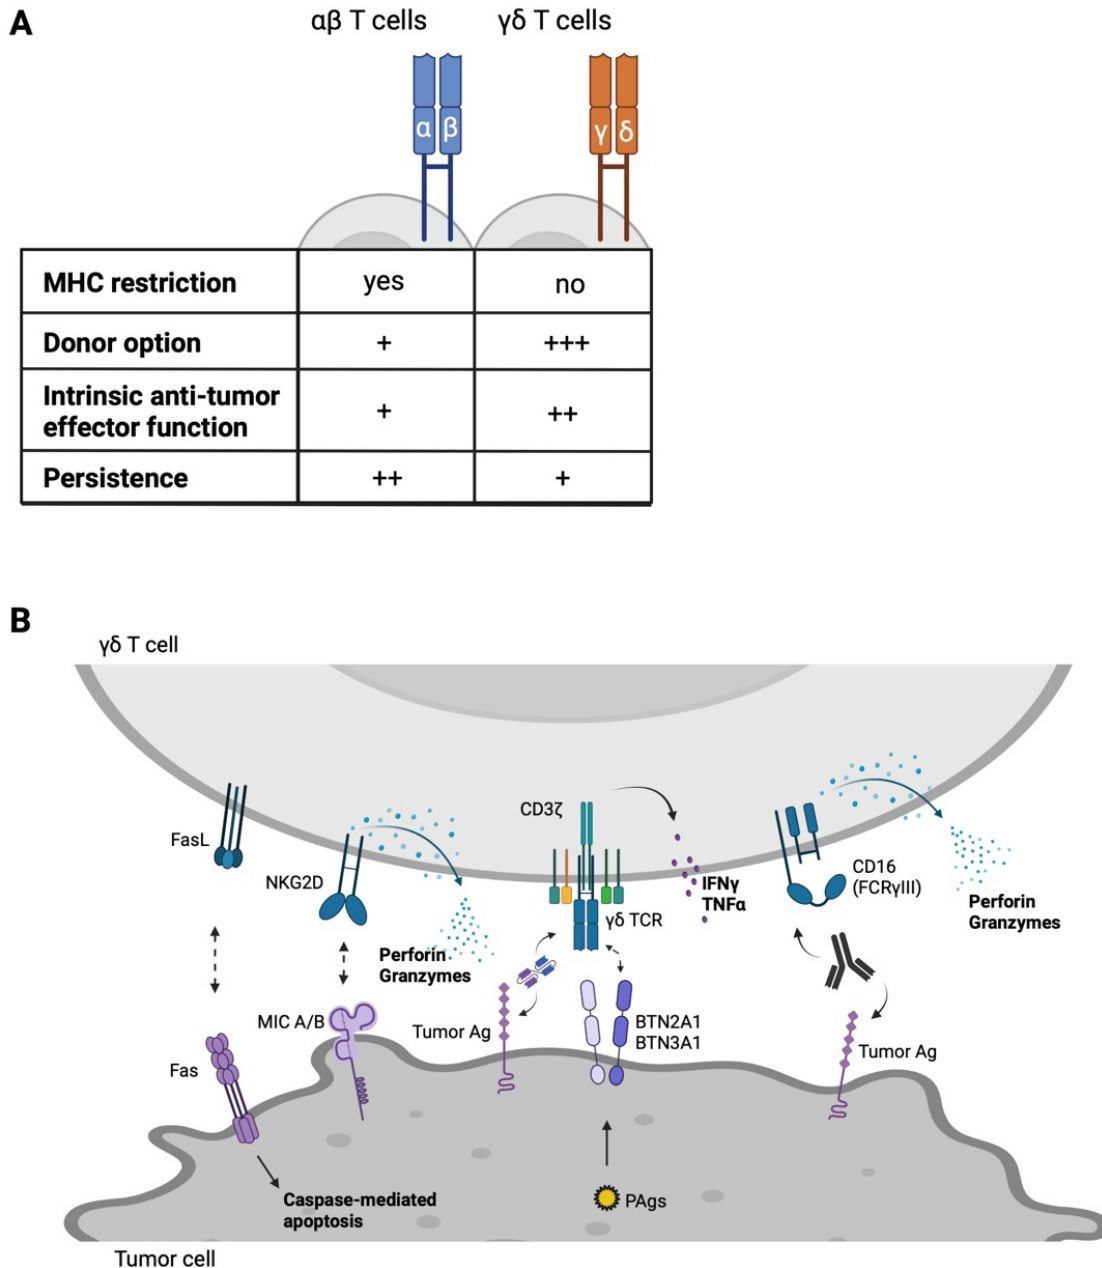 A
αβ T cells
γδ T cells
α β
γ δ
MHC restriction yes no
Donor option + +++
Intrinsic anti-tumor
effector function + ++
Persistence ++ +
B
γδ T cell
FasL
NKG2D
CD3ζ
IFNγ
TNFα
γδ TCR
CD16
(FCRγIII)
Perforin
Granzymes
Perforin
Granzymes
MIC A/B
Tumor Ag
BTN2A1
BTN3A1
Tumor Ag
Fas
Caspase-mediated
apoptosis
PAgs
Tumor cell